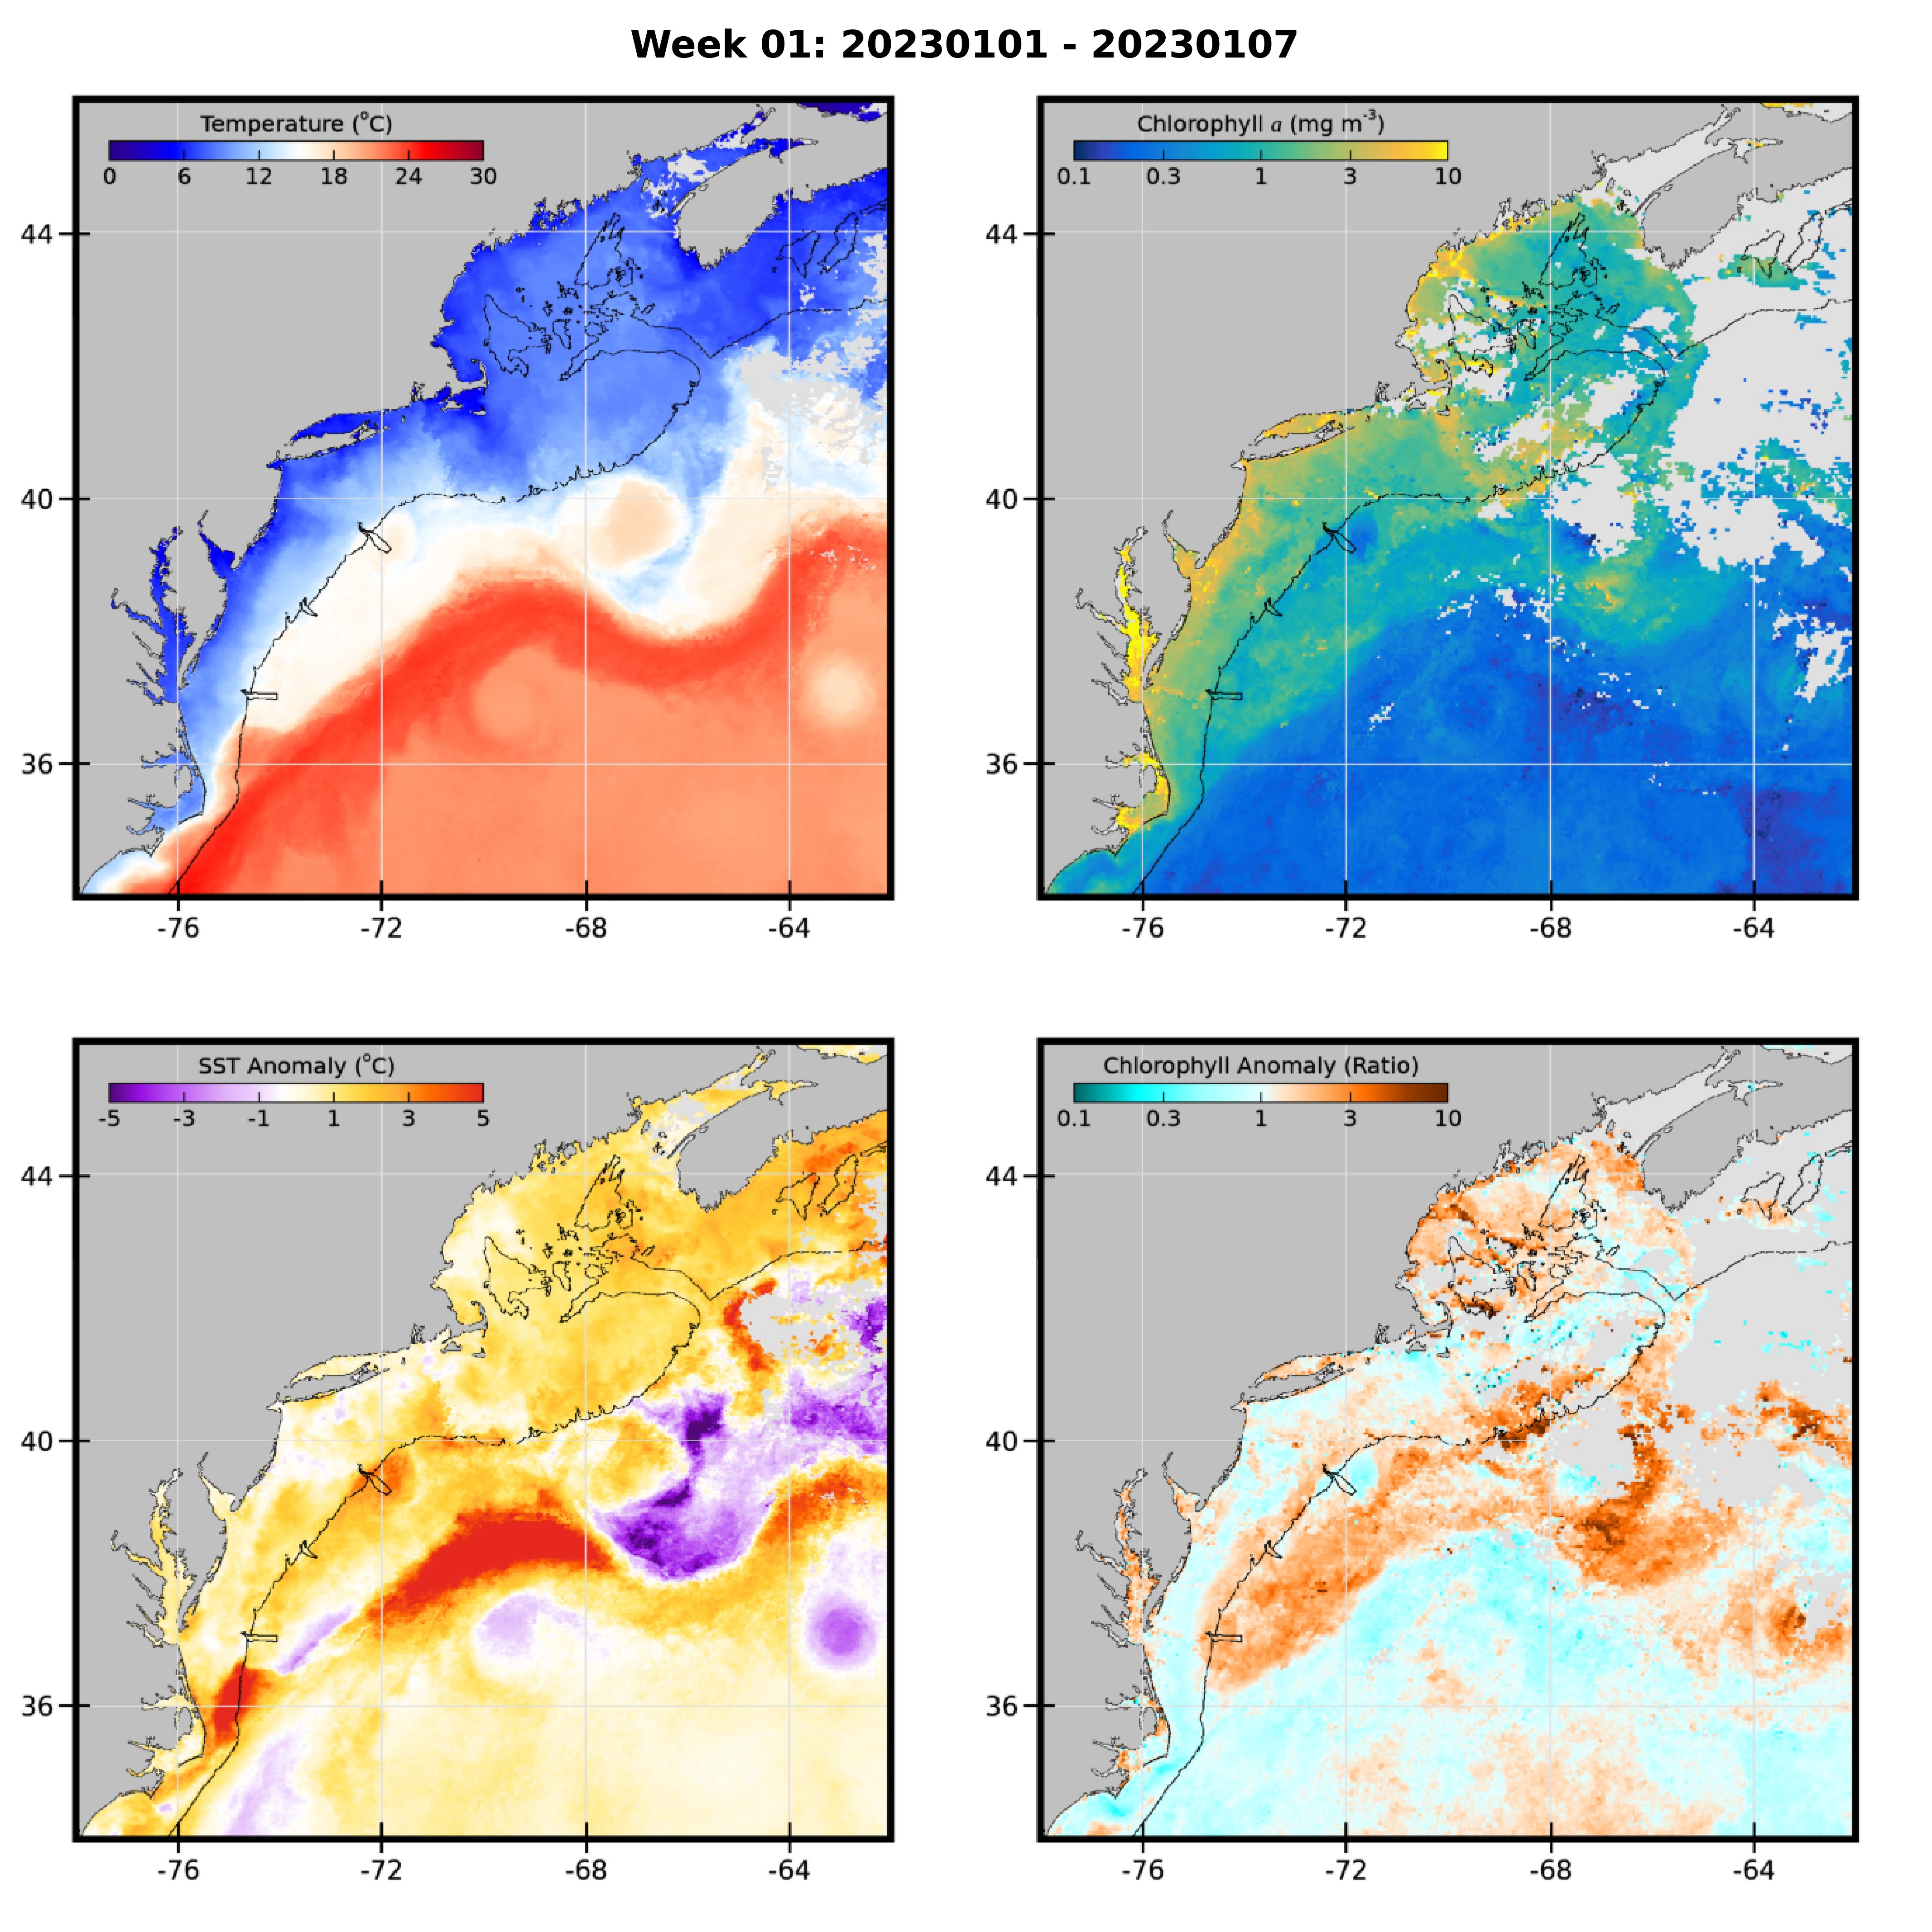 Week 01: 20230101 - 20230107
Temperature (°C)
0 6 12 18 24 30
44
40
36
-76 -72 -68 -64
Chlorophyll a (mg m⁻³)
0.1 0.3 1 3 10
44
40
36
-76 -72 -68 -64
SST Anomaly (°C)
-5 -3 -1 1 3 5
44
40
36
-76 -72 -68 -64
Chlorophyll Anomaly (Ratio)
0.1 0.3 1 3 10
44
40
36
-76 -72 -68 -64